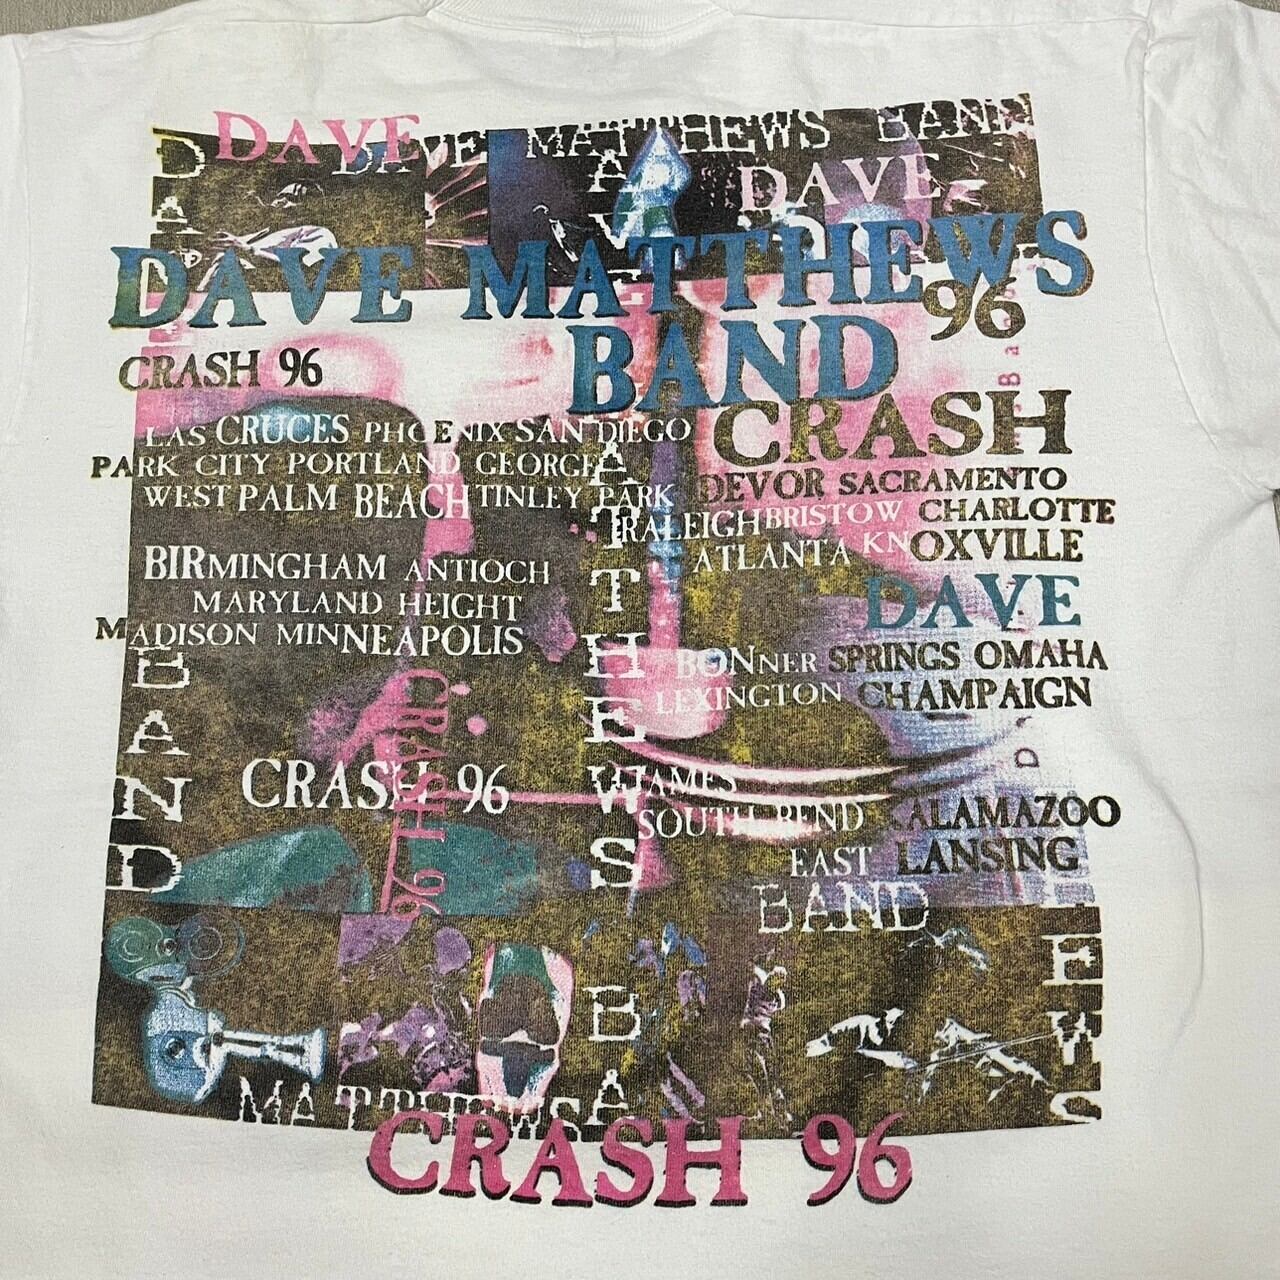 DAVE
DAVE MATTHEWS BAND
DAVE
DAVE MATTHEWS
BAND
96
CRASH 96
CRASH
LAS CRUCES PHOENIX SAN DIEGO
PARK CITY PORTLAND GEORGE
WEST PALM BEACH TINLEY PARK
DEVOR SACRAMENTO
RALEIGH BRISTOW CHARLOTTE
ATLANTA KNOXVILLE
BIRMINGHAM ANTIOCH
MARYLAND HEIGHT
MADISON MINNEAPOLIS
DAVE
BONNER SPRINGS OMAHA
LEXINGTON CHAMPAIGN
MATTHEWS
BAND
CRASH 96
CRASH 96
SOUTH BEND KALAMAZOO
EAST LANSING
BAND
MATTHEWS
CRASH 96